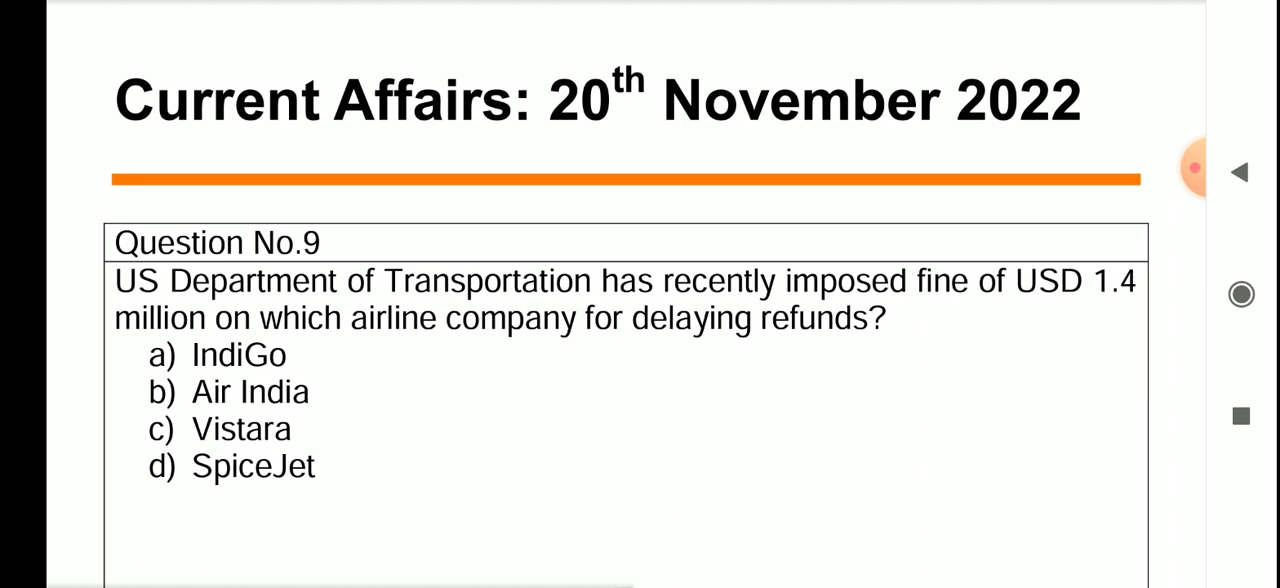 Current Affairs: 20th November 2022
Question No.9
US Department of Transportation has recently imposed fine of USD 1.4
million on which airline company for delaying refunds?
a) IndiGo
b) Air India
c) Vistara
d) SpiceJet